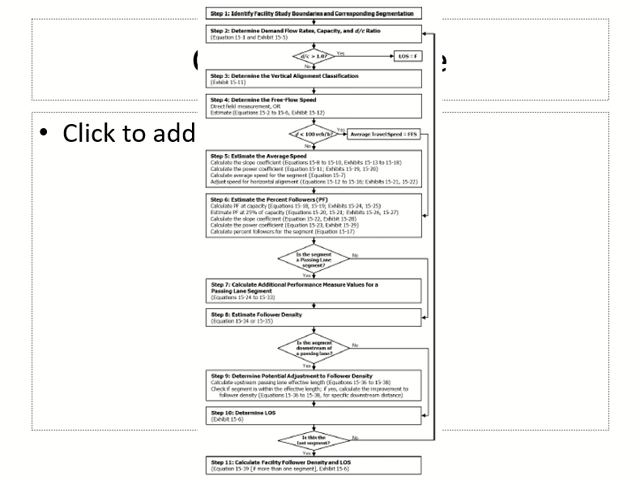 Step 1: Identify Facility Study Boundaries and Corresponding Segmentation
Step 2: Determine Demand Flow Rates, Capacity, and d/c Ratio
(Equation 15-1 and Exhibit 15-5)
d/c > 1.0?
Yes
LOS = F
No
Step 3: Determine the Vertical Alignment Classification
(Exhibit 15-11)
Step 4: Determine the Free-Flow Speed
Direct field measurement, OR
Estimate (Equations 15-2 to 15-6, Exhibit 15-12)
d < 100 veh/h?
Yes
Average Travel Speed = FFS
No
Step 5: Estimate the Average Speed
Calculate the slope coefficient (Equations 15-8 to 15-10, Exhibits 15-13 to 15-18)
Calculate the power coefficient (Equations 15-11; Exhibits 15-19, 15-20)
Calculate average speed for the segment (Equation 15-7)
Adjust speed for horizontal alignment (Equations 15-12 to 15-16; Exhibits 15-21, 15-22)
Step 6: Estimate the Percent Followers (PF)
Calculate PF at capacity (Equations 15-18, 15-19; Exhibits 15-24, 15-25)
Estimate PF at 25% of capacity (Equations 15-20, 15-21; Exhibits 15-26, 15-27)
Calculate the slope coefficient (Equations 15-22, Exhibit 15-28)
Calculate the power coefficient (Equations 15-23, Exhibit 15-29)
Calculate percent followers for the segment (Equation 15-17)
Is the segment
a Passing Lane
segment?
No
Yes
Step 7: Calculate Additional Performance Measure Values for a
Passing Lane Segment
(Equations 15-24 to 15-33)
Step 8: Estimate Follower Density
(Equation 15-34 or 15-35)
Is the segment
downstream of
a passing lane?
No
Yes
Step 9: Determine Potential Adjustment to Follower Density
Calculate upstream passing lane effective length (Equations 15-36 to 15-38)
Check if segment is within the effective length; if yes, calculate the improvement to
follower density (Equations 15-36 to 15-38, for specific downstream distance)
Step 10: Determine LOS
(Exhibit 15-6)
Is this the
last segment?
No
Yes
Step 11: Calculate Facility Follower Density and LOS
(Equation 15-39 [if more than one segment], Exhibit 15-6)
• Click to add